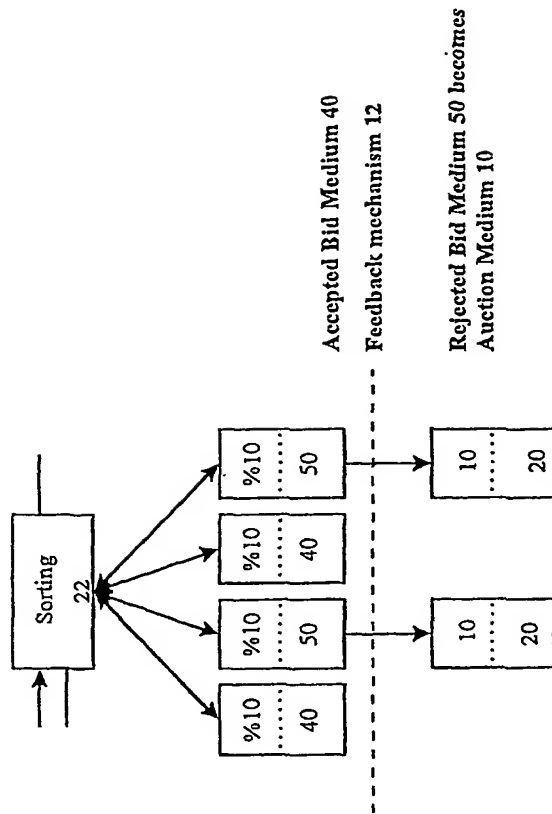 Sorting
22
%10
40
%10
50
%10
40
%10
50
Accepted Bid Medium 40
Feedback mechanism 12
10
20
10
20
Rejected Bid Medium 50 becomes
Auction Medium 10